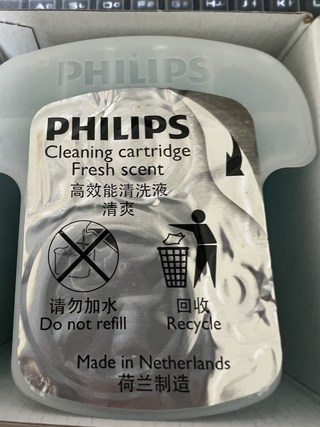 PHILIPS
PHILIPS
Cleaning cartridge
Fresh scent
高效能清洗液
清爽
请勿加水
Do not refill
回收
Recycle
Made in Netherlands
荷兰制造